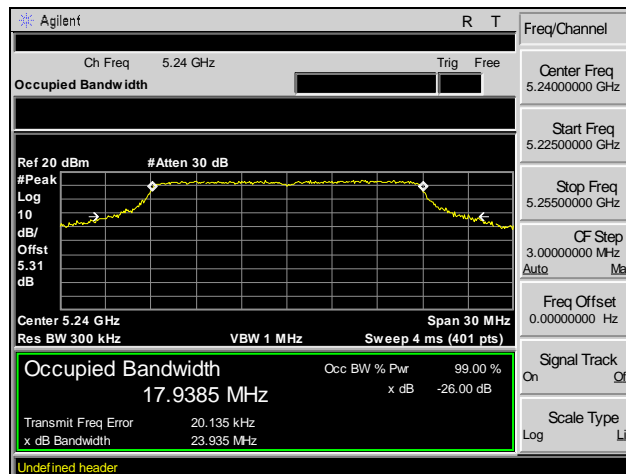 Agilent R T
Freq/Channel
Ch Freq 5.24 GHz Trig Free
Occupied Bandwidth
Center Freq
5.24000000 GHz
Start Freq
5.22500000 GHz
Ref 20 dBm #Atten 30 dB
#Peak
Log
10
dB/
Offst
5.31
dB
Stop Freq
5.25500000 GHz
CF Step
3.00000000 MHz
Auto Ma
Freq Offset
0.00000000 Hz
Center 5.24 GHz Span 30 MHz
Res BW 300 kHz VBW 1 MHz Sweep 4 ms (401 pts)
Signal Track
On Of
Occupied Bandwidth
17.9385 MHz
Occ BW % Pwr 99.00 %
x dB -26.00 dB
Transmit Freq Error 20.135 kHz
x dB Bandwidth 23.935 MHz
Scale Type
Log Li
Undefined header